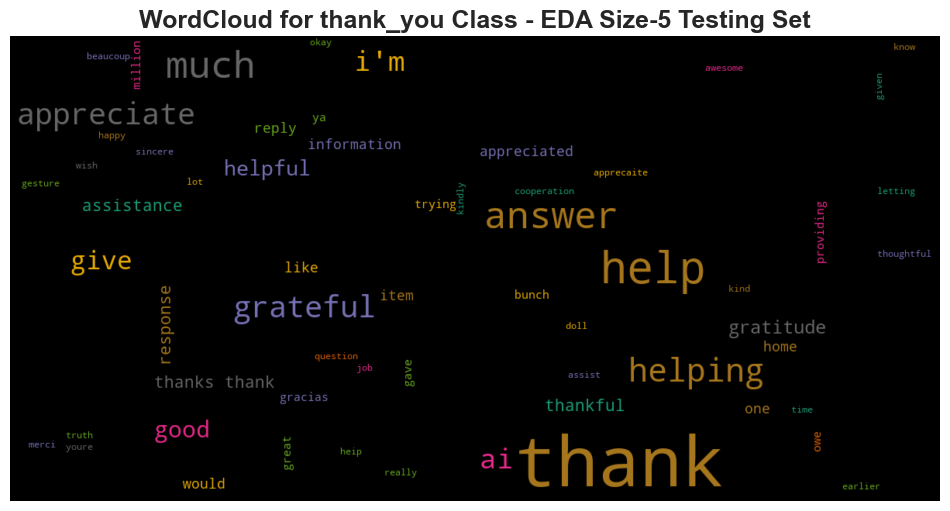 WordCloud for thank_you Class - EDA Size-5 Testing Set
okay
know
beaucoup
million
much
i'm
awesome
given
appreciate
ya
reply
happy
information
sincere
appreciated
wish
helpful
apprecaite
gesture
lot
kindly
cooperation
letting
assistance
trying
answer
providing
give
like
help
thoughtful
grateful
item
bunch
kind
response
doll
gratitude
home
question
job
gave
helping
assist
thanks thank
gracias
thankful
one
time
good
truth
merci
youre
great
heip
ai
thank
owe
really
would
earlier